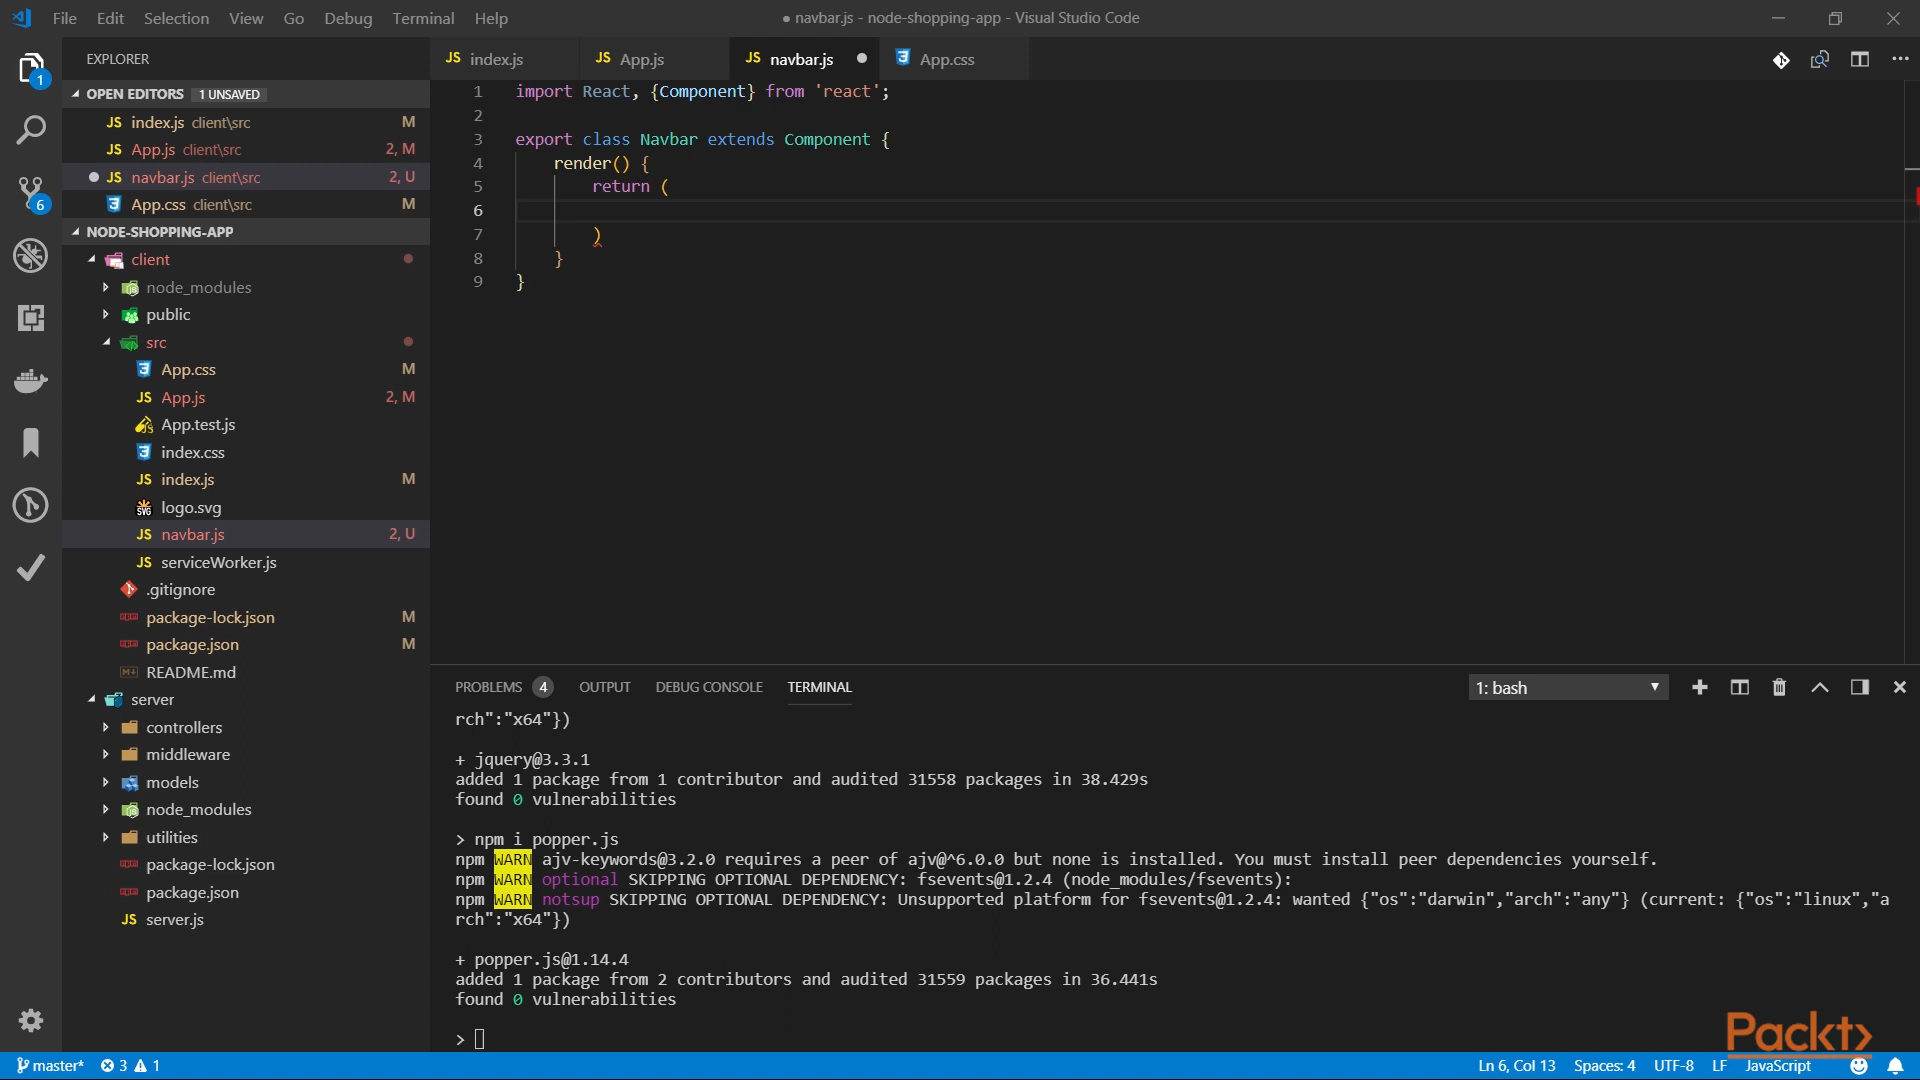 File Edit Selection View Go Debug Terminal Help
● navbar.js - node-shopping-app - Visual Studio Code
EXPLORER
OPEN EDITORS 1 UNSAVED
JS index.js client\src M
JS App.js client\src 2, M
JS navbar.js client\src 2, U
App.css client\src M
NODE-SHOPPING-APP
client
node_modules
public
src
App.css M
JS App.js 2, M
App.test.js
index.css
JS index.js M
SVG logo.svg
JS navbar.js 2, U
JS serviceWorker.js
.gitignore
package-lock.json M
package.json M
README.md
server
controllers
middleware
models
node_modules
utilities
package-lock.json
package.json
JS server.js
1
6
JS index.js JS App.js JS navbar.js App.css
1 import React, {Component} from 'react';
2
3 export class Navbar extends Component {
4 render() {
5 return (
6
7 )
8 }
9 }
PROBLEMS 4 OUTPUT DEBUG CONSOLE TERMINAL 1: bash
rch":"x64"})
+ jquery@3.3.1
added 1 package from 1 contributor and audited 31558 packages in 38.429s
found 0 vulnerabilities
> npm i popper.js
npm WARN ajv-keywords@3.2.0 requires a peer of ajv@^6.0.0 but none is installed. You must install peer dependencies yourself.
npm WARN optional SKIPPING OPTIONAL DEPENDENCY: fsevents@1.2.4 (node_modules/fsevents):
npm WARN notsup SKIPPING OPTIONAL DEPENDENCY: Unsupported platform for fsevents@1.2.4: wanted {"os":"darwin","arch":"any"} (current: {"os":"linux","a
rch":"x64"})
+ popper.js@1.14.4
added 1 package from 2 contributors and audited 31559 packages in 36.441s
found 0 vulnerabilities
>
Packt>
master* 3 1 Ln 6, Col 13 Spaces: 4 UTF-8 LF JavaScript